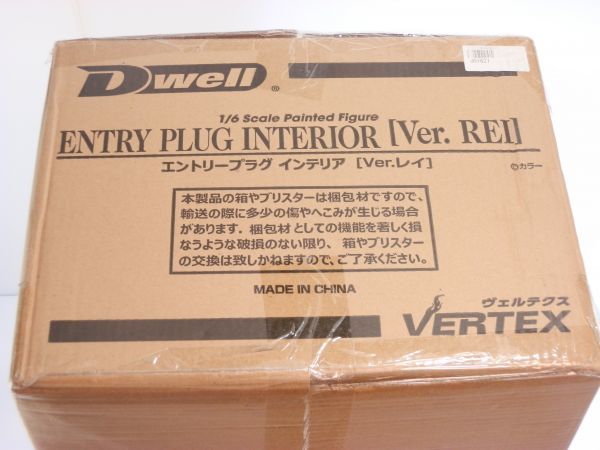 Dwell®
1/6 Scale Painted Figure
ENTRY PLUG INTERIOR [Ver. REI]
エントリープラグ インテリア [Ver.レイ]
©カラー
本製品の箱やブリスターは梱包材ですので、
輸送の際に多少の傷やへこみが生じる場合
があります. 梱包材としての機能を著しく損
なうような破損のない限り、箱やブリスター
の交換は致しかねますので、ご了承ください。
MADE IN CHINA
ヴェルテクス
VERTEX